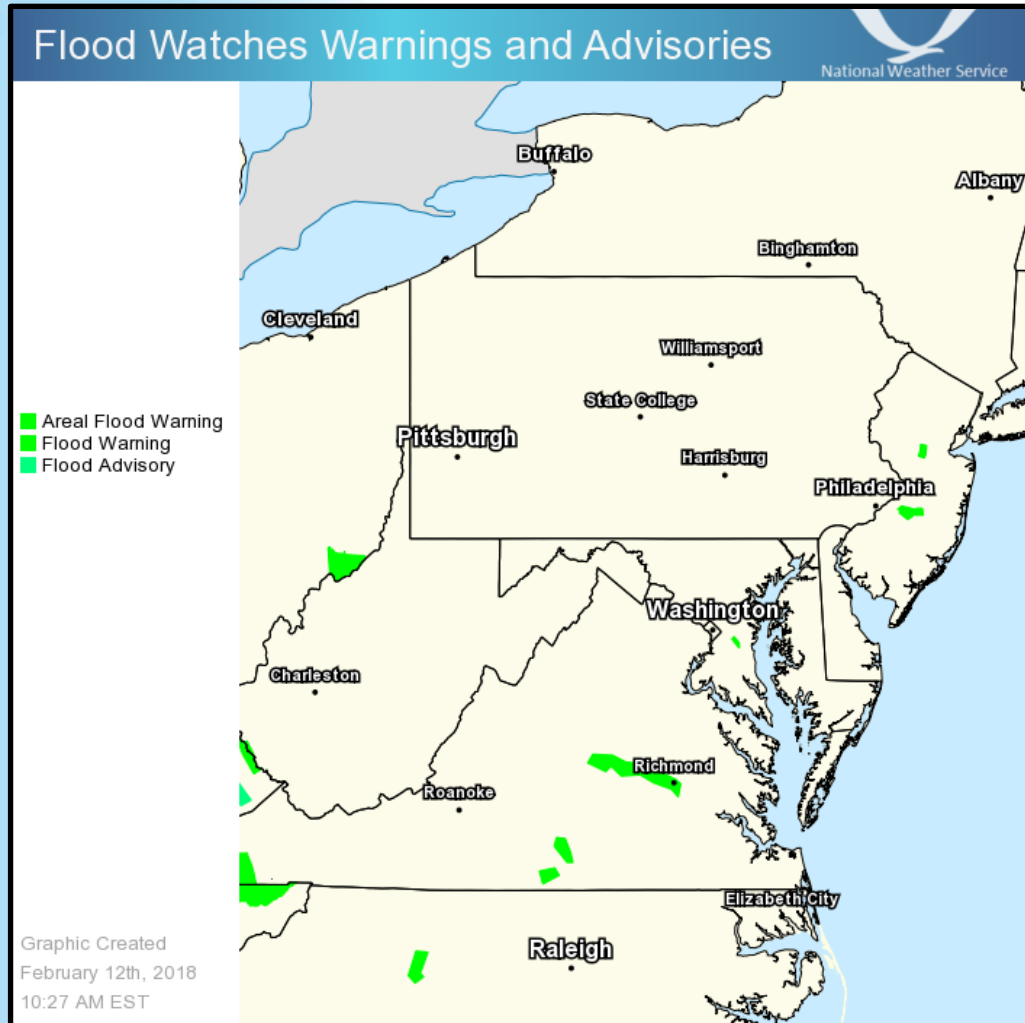 Flood Watches Warnings and Advisories
National Weather Service
Buffalo
Albany
Binghamton
Cleveland
Williamsport
State College
Areal Flood Warning
Flood Warning
Flood Advisory
Pittsburgh
Harrisburg
Philadelphia
Washington
Charleston
Richmond
Roanoke
Elizabeth City
Raleigh
Graphic Created
February 12th, 2018
10:27 AM EST